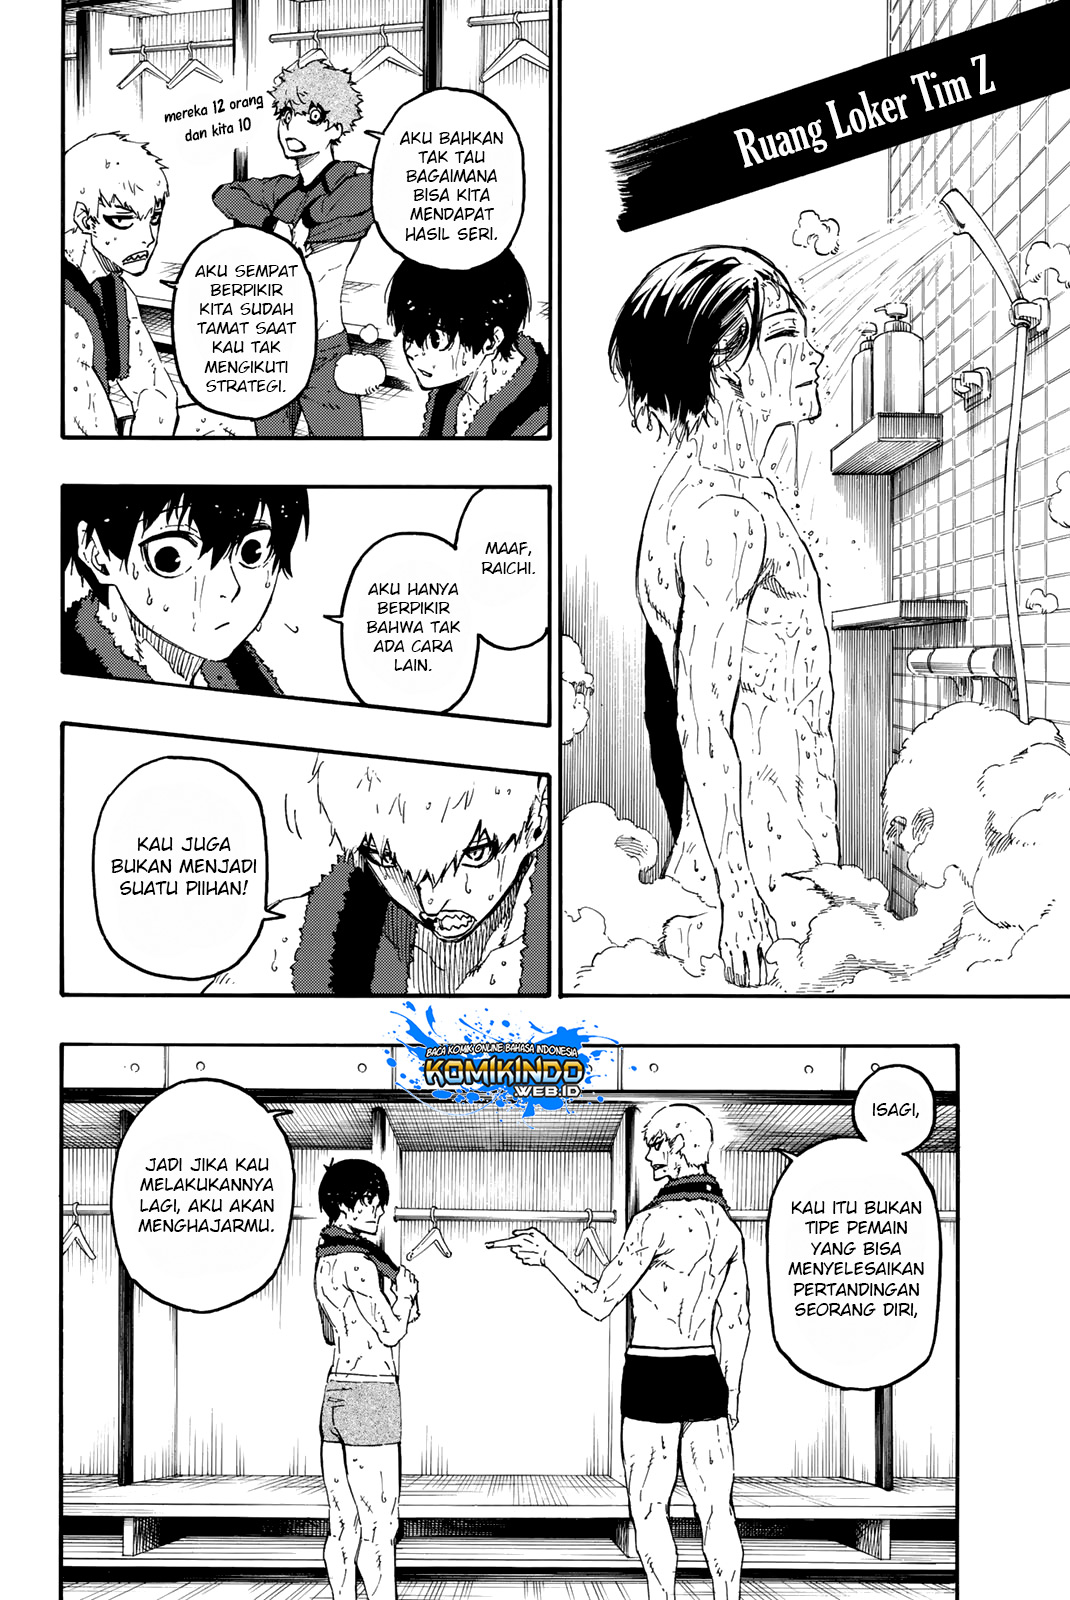 Ruang Loker Tim Z
AKU BAHKAN
TAK TAU
BAGAIMANA
BISA KITA
MENDAPAT
HASIL SERI.
mereka 12 orang
dan kita 10
AKU SEMPAT
BERPIKIR
KITA SUDAH
TAMAT SAAT
KAU TAK
MENGIKUTI
STRATEGI.
MAAF,
RAICHI.
AKU HANYA
BERPIKIR
BAHWA TAK
ADA CARA
LAIN.
KAU JUGA
BUKAN MENJADI
SUATU PIIHAN!
BACA KOMIK ONLINE BAHASA INDONESIA
KOMIKINDO
WEB.ID
ISAGI,
KAU ITU BUKAN
TIPE PEMAIN
YANG BISA
MENYELESAIKAN
PERTANDINGAN
SEORANG DIRI,
JADI JIKA KAU
MELAKUKANNYA
LAGI, AKU AKAN
MENGHAJARMU.